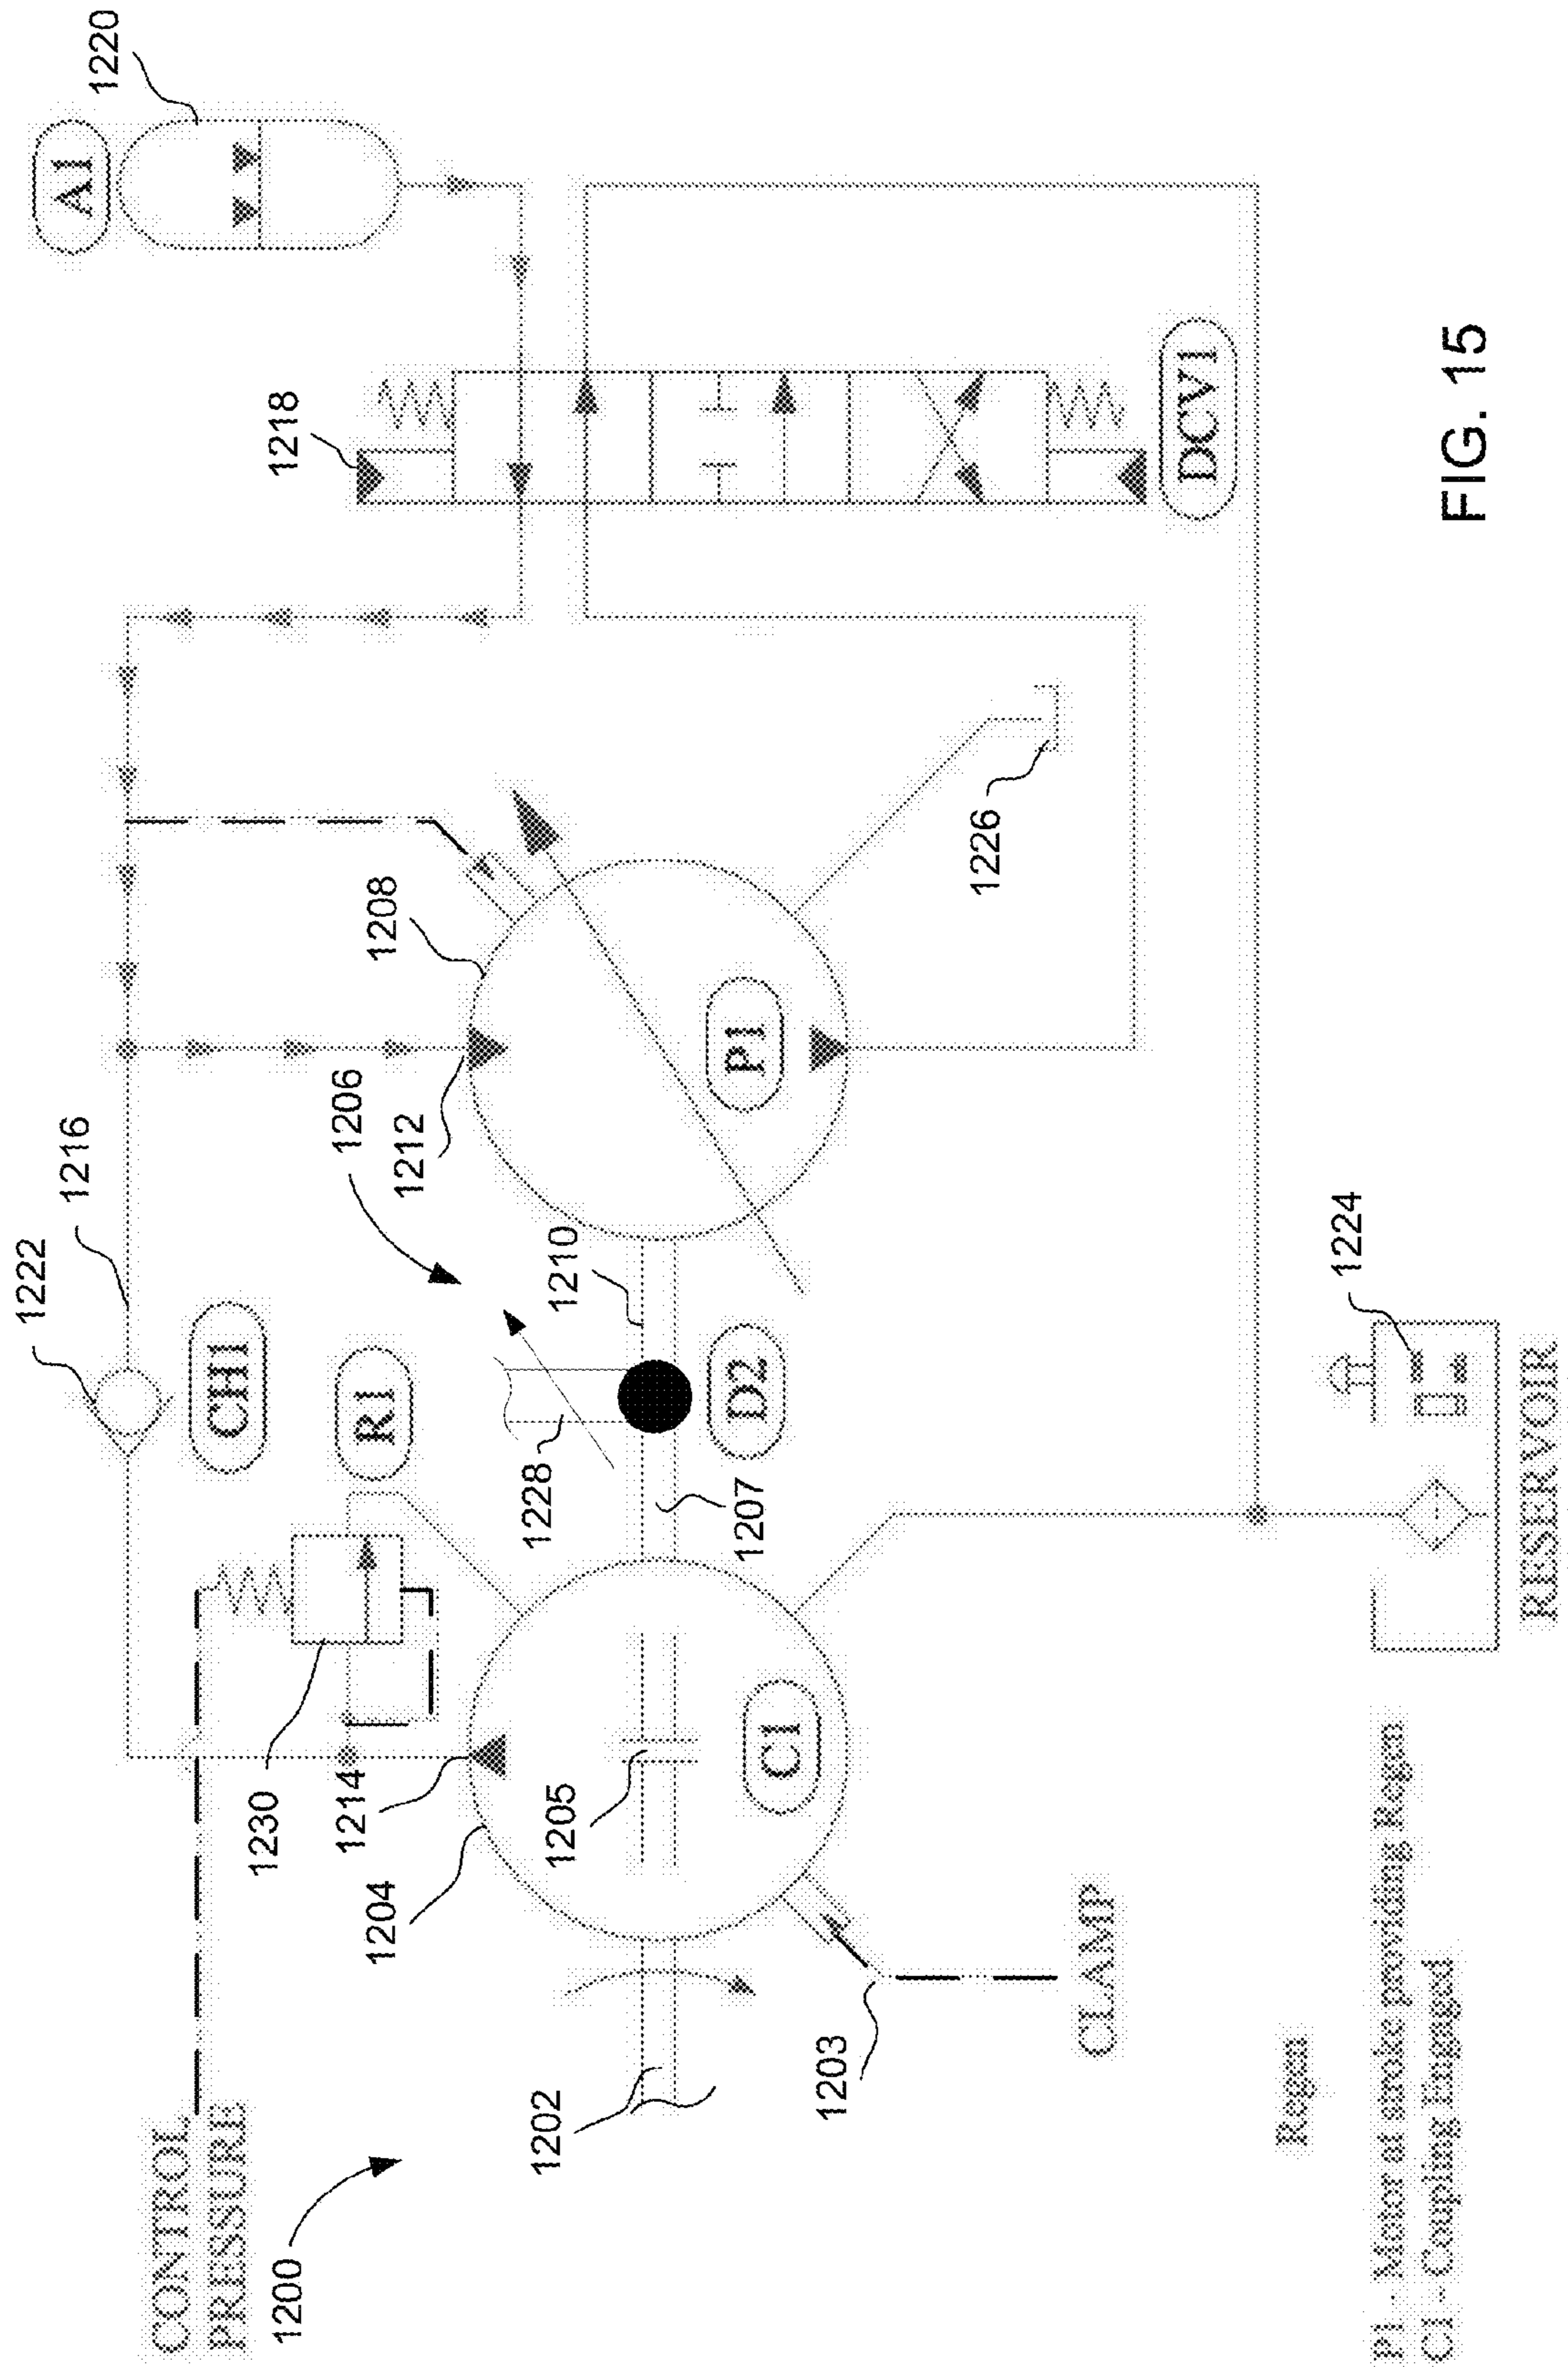 A1
1220
1218
DCV1
1222
1216
CH1
1208
1212
1206
1210
P1
1226
R1
1228
D2
1207
1230
1214
1204
1205
C1
1224
RESERVOIR
CONTROL
PRESSURE
1200
1202
1203
CLAMP
Regen
P1 - Motor at stroke providing Regen
C1 - Coupling Engaged
FIG. 15